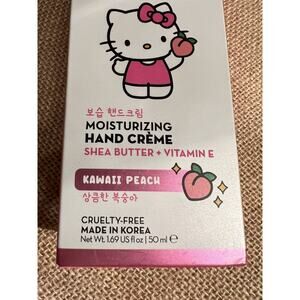 보습 핸드크림
MOISTURIZING
HAND CRÈME
SHEA BUTTER + VITAMIN E
KAWAII PEACH
상큼한 복숭아
CRUELTY-FREE
MADE IN KOREA
Net Wt. 1.69 US fl oz | 50 ml ℮